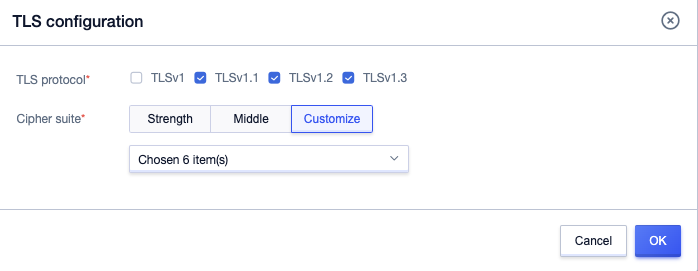 TLS configuration
TLS protocol* TLSv1 TLSv1.1 TLSv1.2 TLSv1.3
Cipher suite* Strength Middle Customize
Chosen 6 item(s)
Cancel OK